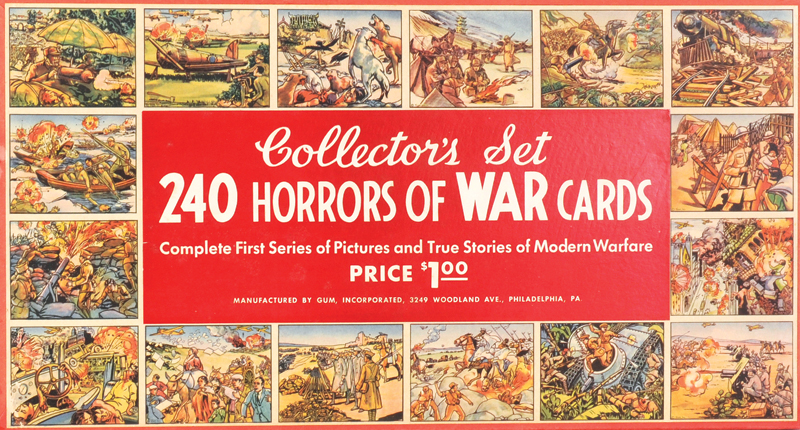 Collector's Set
240 HORRORS OF WAR CARDS
Complete First Series of Pictures and True Stories of Modern Warfare
PRICE $1.00
MANUFACTURED BY GUM, INCORPORATED, 3249 WOODLAND AVE., PHILADELPHIA, PA.